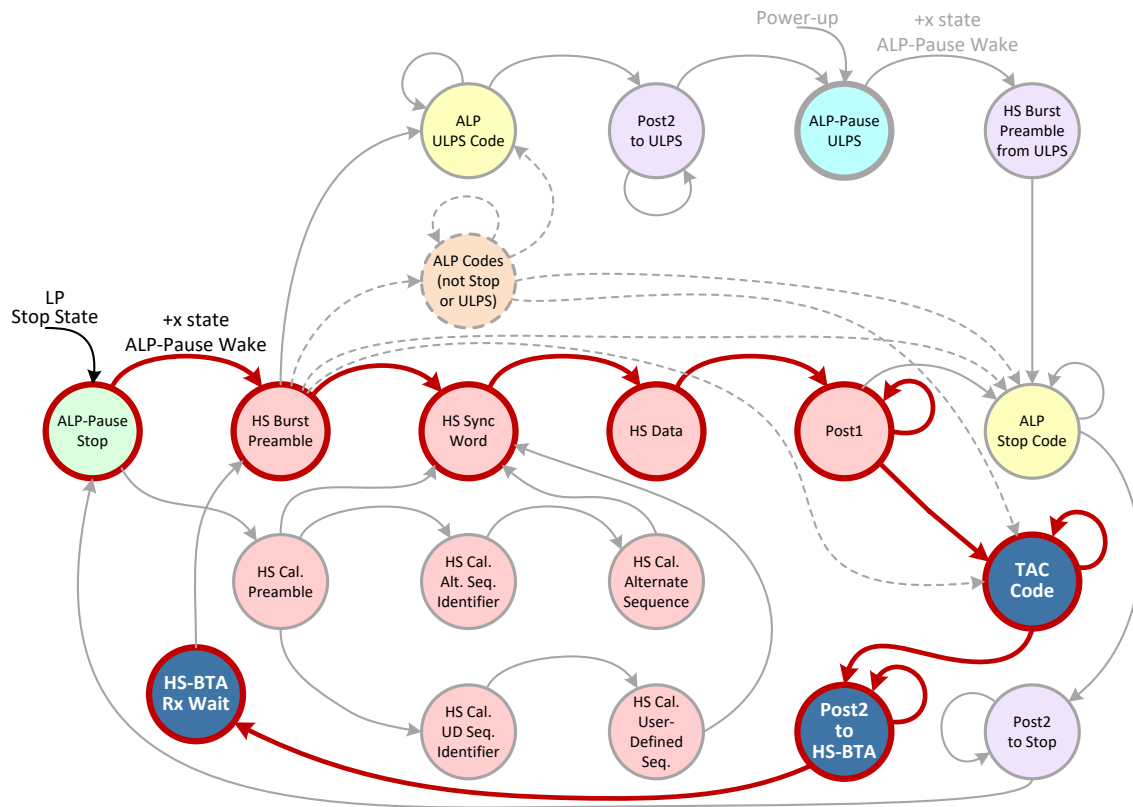 Power-up
+x state
ALP-Pause Wake
ALP
ULPS Code
Post2
to ULPS
ALP-Pause
ULPS
HS Burst
Preamble
from ULPS
ALP Codes
(not Stop
or ULPS)
LP
Stop State
+x state
ALP-Pause Wake
ALP-Pause
Stop
HS Burst
Preamble
HS Sync
Word
HS Data
Post1
ALP
Stop Code
HS Cal.
Preamble
HS Cal.
Alt. Seq.
Identifier
HS Cal.
Alternate
Sequence
TAC
Code
HS-BTA
Rx Wait
HS Cal.
UD Seq.
Identifier
HS Cal.
User-
Defined
Seq.
Post2
to
HS-BTA
Post2
to Stop